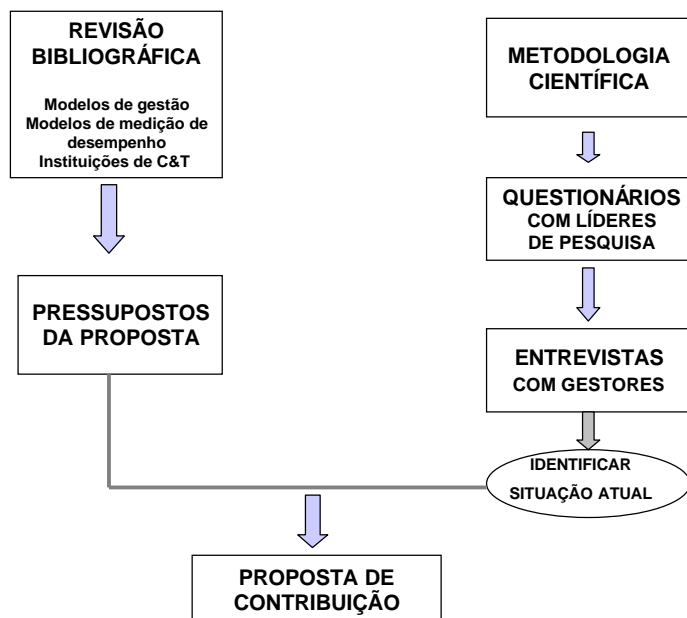 REVISÃO
BIBLIOGRÁFICA
Modelos de gestão
Modelos de medição de
desempenho
Instituições de C&T
PRESSUPOSTOS
DA PROPOSTA
METODOLOGIA
CIENTÍFICA
QUESTIONÁRIOS
COM LÍDERES
DE PESQUISA
ENTREVISTAS
COM GESTORES
IDENTIFICAR
SITUAÇÃO ATUAL
PROPOSTA DE
CONTRIBUIÇÃO